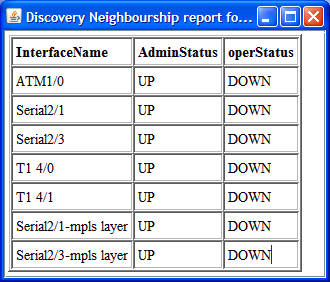 Discovery Neighbourship report fo...
InterfaceName AdminStatus operStatus
ATM1/0 UP DOWN
Serial2/1 UP DOWN
Serial2/3 UP DOWN
T1 4/0 UP DOWN
T1 4/1 UP DOWN
Serial2/1-mpls layer UP DOWN
Serial2/3-mpls layer UP DOWN